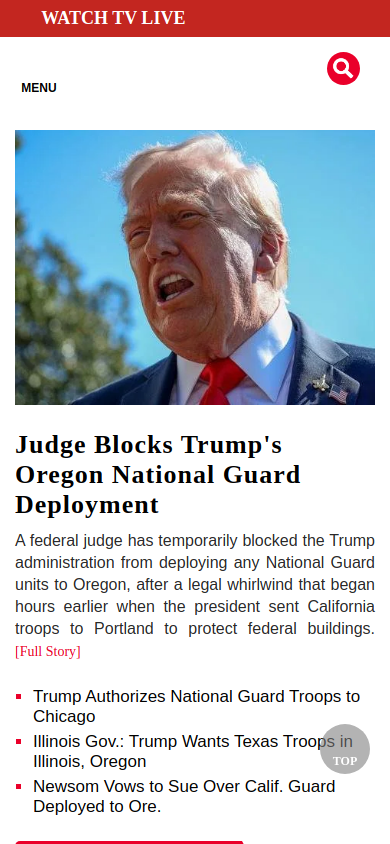 WATCH TV LIVE
MENU
Judge Blocks Trump's
Oregon National Guard
Deployment
A federal judge has temporarily blocked the Trump
administration from deploying any National Guard
units to Oregon, after a legal whirlwind that began
hours earlier when the president sent California
troops to Portland to protect federal buildings.
[Full Story]
Trump Authorizes National Guard Troops to
Chicago
Illinois Gov.: Trump Wants Texas Troops in
Illinois, Oregon
TOP
Newsom Vows to Sue Over Calif. Guard
Deployed to Ore.